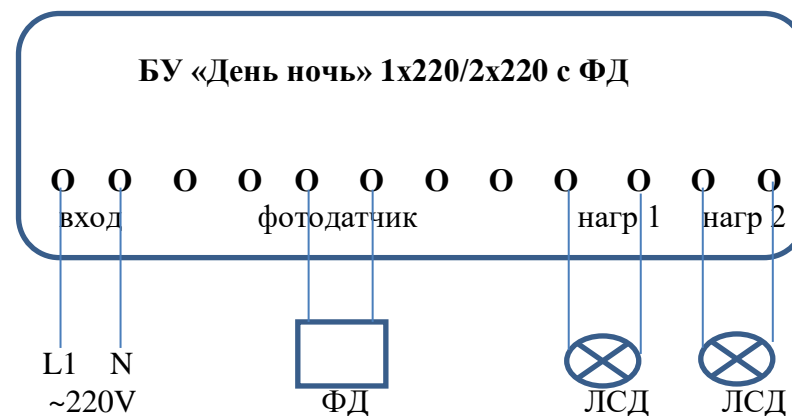 БУ «День ночь» 1х220/2х220 с ФД
О О О О О О О О О О О О
вход фотодатчик нагр 1 нагр 2
L1 N
~220V ФД ЛСД ЛСД